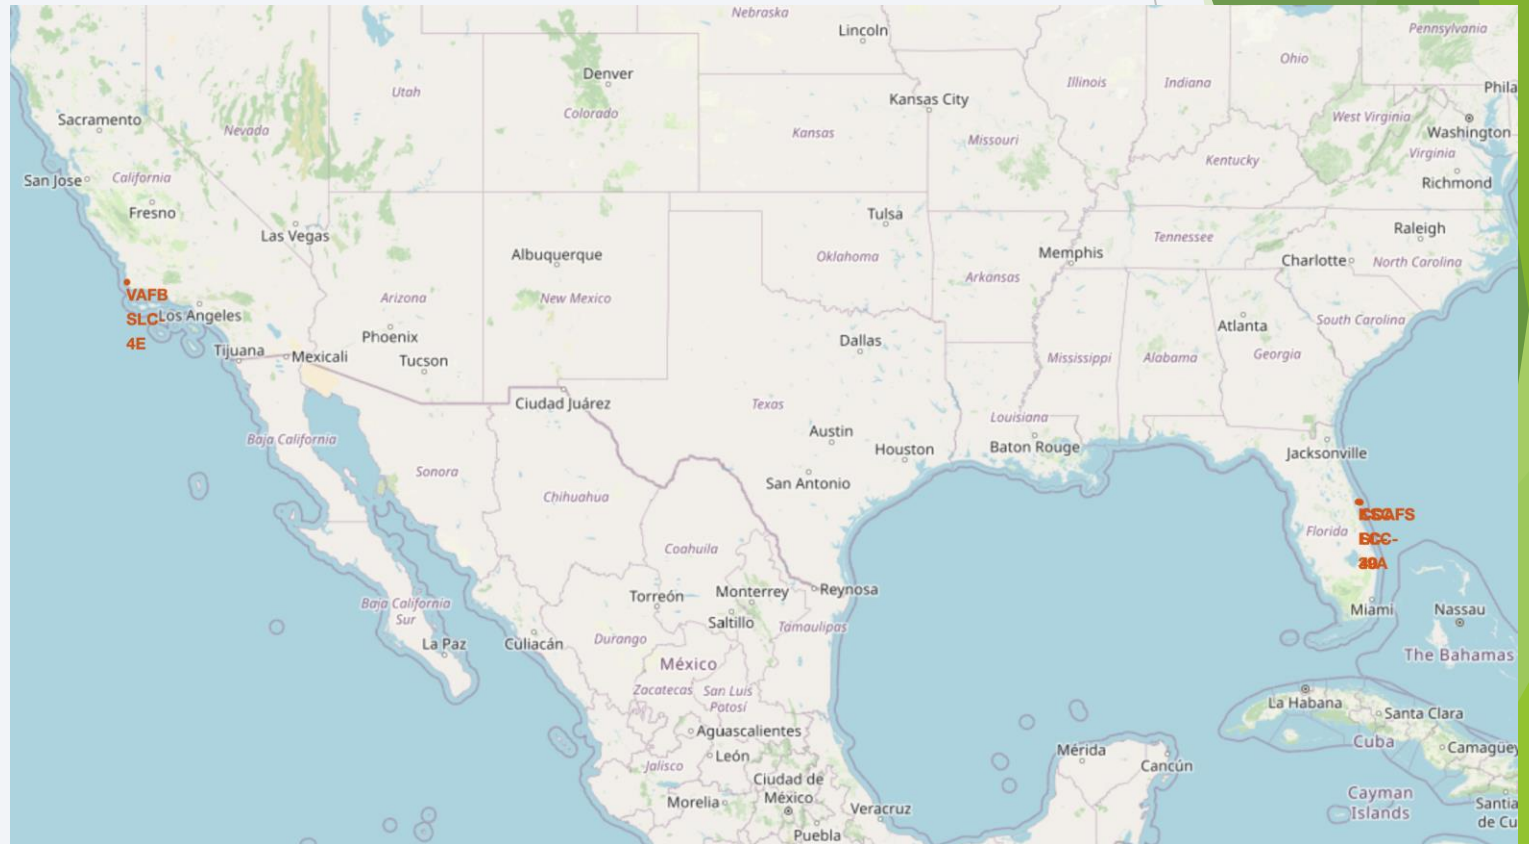 Nebraska
Lincoln
Pennsylvania
Ohio
Denver
Illinois
Indiana
Phila
Utah
Kansas City
Colorado
Sacramento
West Virginia
Nevada
Kansas
Washington
Missouri
Virginia
Kentucky
San Jose
California
Richmond
Fresno
Tulsa
Raleigh
Las Vegas
Tennessee
Albuquerque
Memphis
Oklahoma
Charlotte
North Carolina
Arkansas
VAFB
SLC-
4E
Arizona
New Mexico
Los Angeles
South Carolina
Atlanta
Phoenix
Dallas
Tijuana
Mexicali
Tucson
Mississippi
Alabama
Georgia
Ciudad Juárez
Texas
Louisiana
Austin
Baja California
Houston
Baton Rouge
Jacksonville
Sonora
San Antonio
Chihuahua
Florida
Coahuila
Torreón
Monterrey
Reynosa
Baja California
Sur
Miami
Nassau
Saltillo
Tamaulipas
La Paz
Culiacán
Durango
The Bahamas
México
Zacatecas
San Luis
Potosí
La Habana
Santa Clara
Aguascalientes
Cuba
Camagüey
León
Mérida
Jalisco
Cancún
Ciudad de
México
Cayman
Islands
Morelia
Veracruz
Santia
de Cu
Puebla